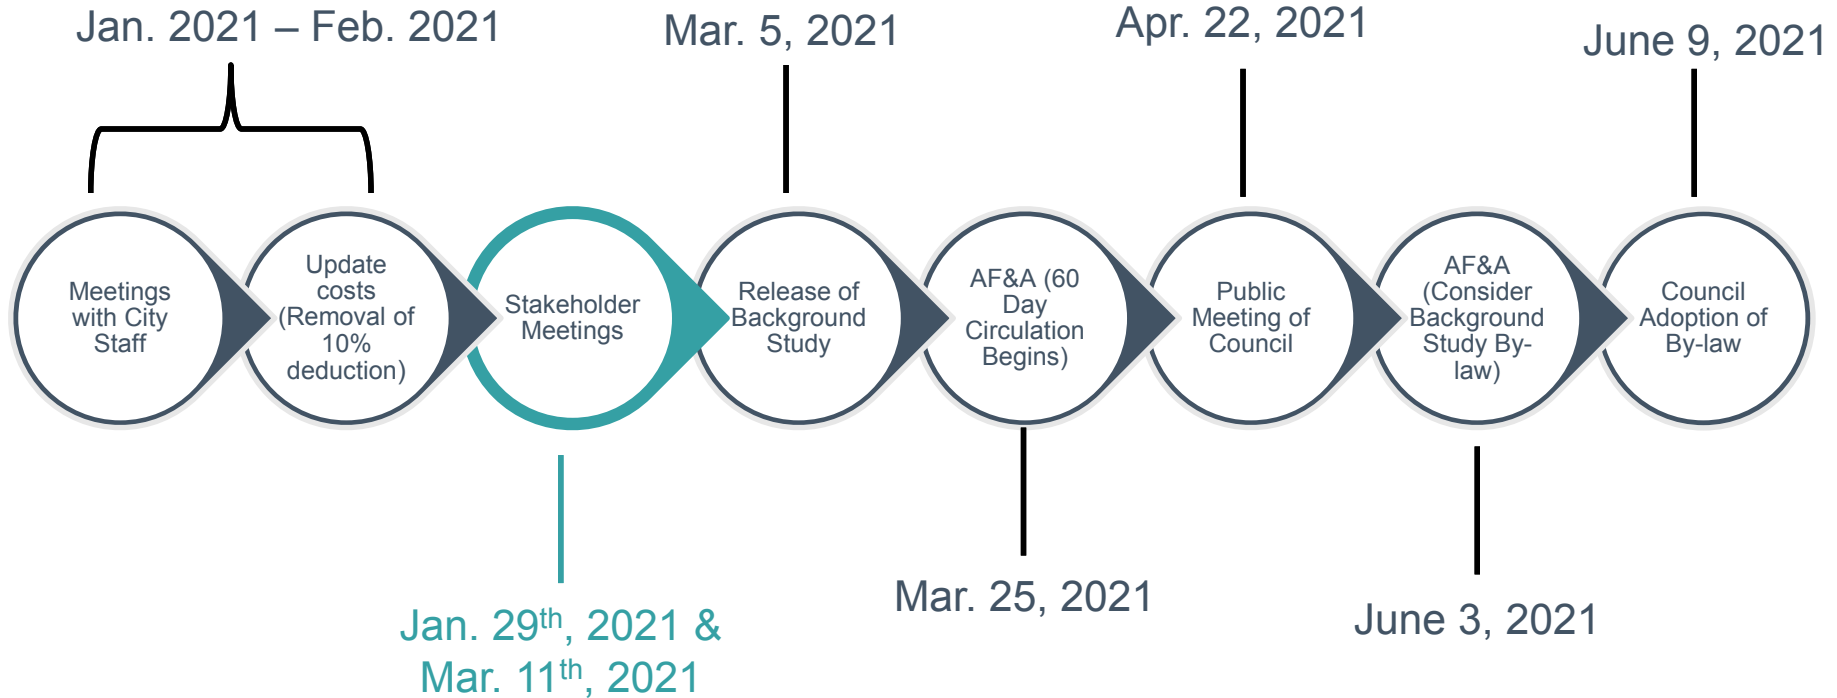 Jan. 2021 – Feb. 2021
Mar. 5, 2021
Apr. 22, 2021
June 9, 2021
Meetings
with City
Staff
Update
costs
(Removal of
10%
deduction)
Stakeholder
Meetings
Release of
Background
Study
AF&A (60
Day
Circulation
Begins)
Public
Meeting of
Council
AF&A
(Consider
Background
Study By-
law)
Council
Adoption of
By-law
Jan. 29th, 2021 &
Mar. 11th, 2021
Mar. 25, 2021
June 3, 2021